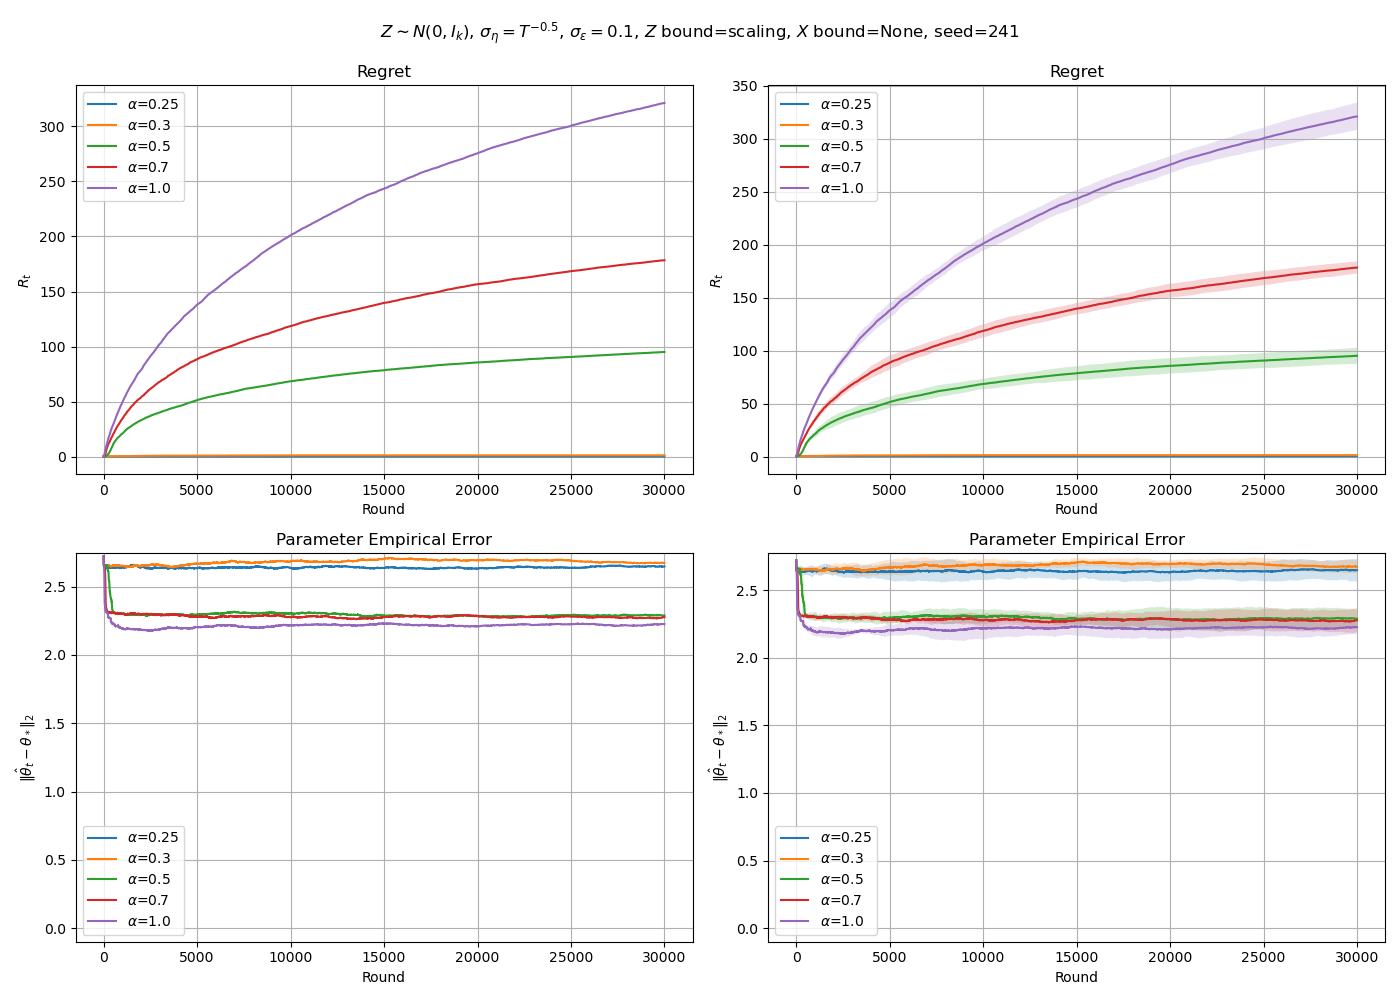 Z ∼ N(0, I_k), σ_η = T^{−0.5}, σ_ε = 0.1, Z bound=scaling, X bound=None, seed=241
Regret
R_t
300
250
200
150
100
50
0
α=0.25
α=0.3
α=0.5
α=0.7
α=1.0
0 5000 10000 15000 20000 25000 30000
Round
Regret
R_t
350
300
250
200
150
100
50
0
α=0.25
α=0.3
α=0.5
α=0.7
α=1.0
0 5000 10000 15000 20000 25000 30000
Round
Parameter Empirical Error
‖θ̂_t − θ_*‖_2
2.5
2.0
1.5
1.0
0.5
0.0
α=0.25
α=0.3
α=0.5
α=0.7
α=1.0
0 5000 10000 15000 20000 25000 30000
Round
Parameter Empirical Error
‖θ̂_t − θ_*‖_2
2.5
2.0
1.5
1.0
0.5
0.0
α=0.25
α=0.3
α=0.5
α=0.7
α=1.0
0 5000 10000 15000 20000 25000 30000
Round